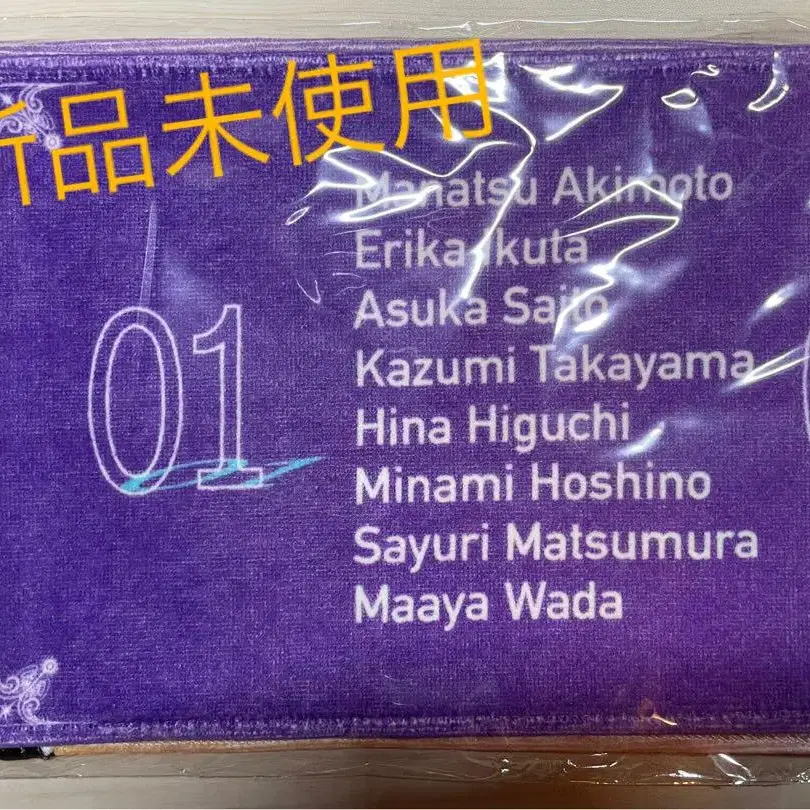 新品未使用
01
Manatsu Akimoto
Erika Ikuta
Asuka Saito
Kazumi Takayama
Hina Higuchi
Minami Hoshino
Sayuri Matsumura
Maaya Wada